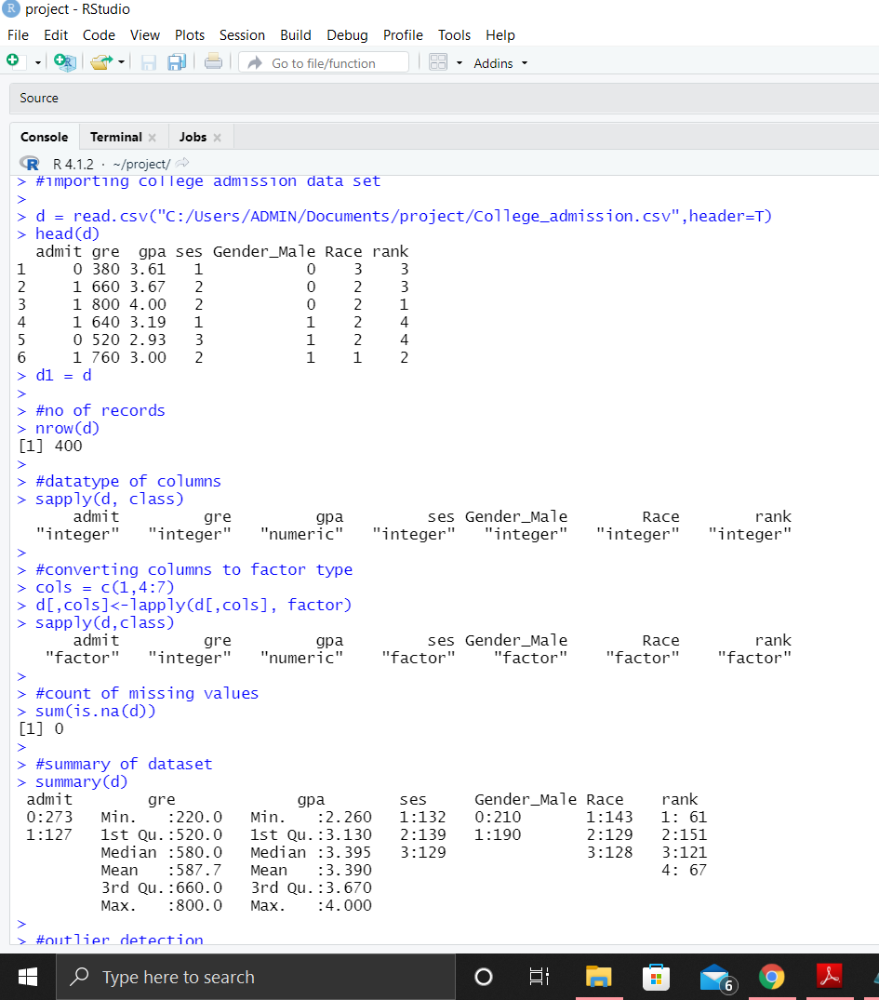 R project - RStudio
File Edit Code View Plots Session Build Debug Profile Tools Help
Go to file/function Addins
Source
Console Terminal Jobs
R R 4.1.2 · ~/project/
> #importing college admission data set
>
> d = read.csv("C:/Users/ADMIN/Documents/project/College_admission.csv",header=T)
> head(d)
  admit gre  gpa ses Gender_Male Race rank
1     0 380 3.61   1           0    3    3
2     1 660 3.67   2           0    2    3
3     1 800 4.00   2           0    2    1
4     1 640 3.19   1           1    2    4
5     0 520 2.93   3           1    2    4
6     1 760 3.00   2           1    1    2
> d1 = d
>
> #no of records
> nrow(d)
[1] 400
>
> #datatype of columns
> sapply(d, class)
      admit         gre         gpa         ses Gender_Male        Race        rank
  "integer"   "integer"   "numeric"   "integer"   "integer"   "integer"   "integer"
>
> #converting columns to factor type
> cols = c(1,4:7)
> d[,cols]<-lapply(d[,cols], factor)
> sapply(d,class)
      admit         gre         gpa         ses Gender_Male        Race        rank
   "factor"   "integer"   "numeric"    "factor"    "factor"    "factor"    "factor"
>
> #count of missing values
> sum(is.na(d))
[1] 0
>
> #summary of dataset
> summary(d)
 admit        gre             gpa        ses     Gender_Male Race    rank
 0:273   Min.   :220.0   Min.   :2.260   1:132   0:210       1:143   1: 61
 1:127   1st Qu.:520.0   1st Qu.:3.130   2:139   1:190       2:129   2:151
         Median :580.0   Median :3.395   3:129               3:128   3:121
         Mean   :587.7   Mean   :3.390                               4: 67
         3rd Qu.:660.0   3rd Qu.:3.670
         Max.   :800.0   Max.   :4.000
>
> #outlier detection
Type here to search 6